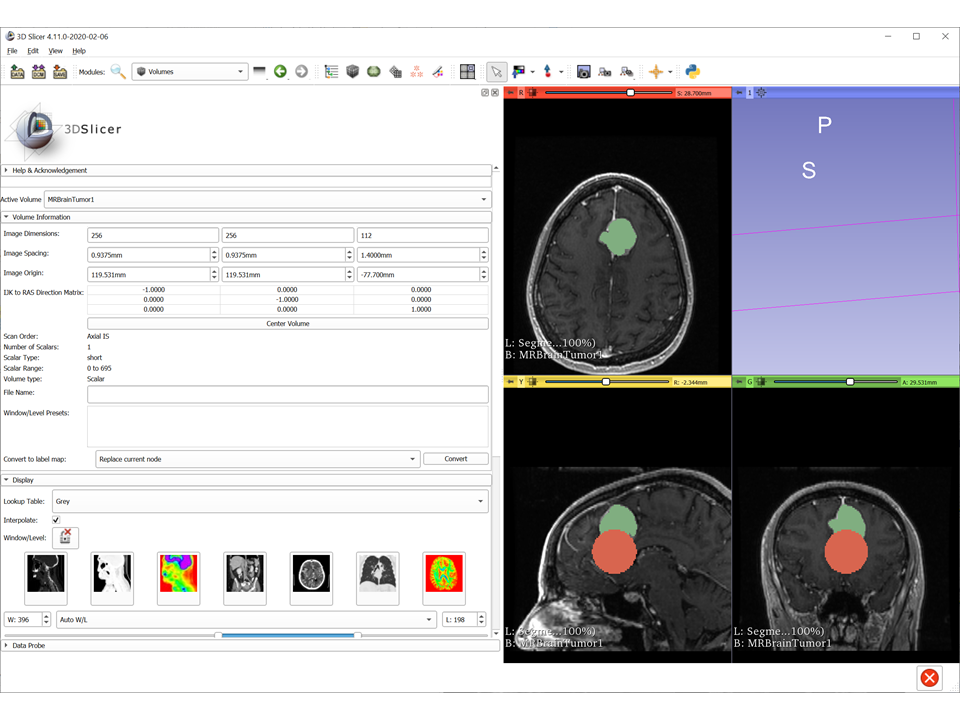 3D Slicer 4.11.0-2020-02-06
File Edit View Help
DATA DCM SAVE Modules: Volumes
R S: 28.700mm
1
3DSlicer
P
S
Help & Acknowledgement
Active Volume MRBrainTumor1
Volume Information
Image Dimensions: 256 256 112
Image Spacing: 0.9375mm 0.9375mm 1.4000mm
Image Origin: 119.531mm 119.531mm -77.700mm
IJK to RAS Direction Matrix: -1.0000 0.0000 0.0000
0.0000 -1.0000 0.0000
0.0000 0.0000 1.0000
Center Volume
Scan Order: Axial IS
Number of Scalars: 1
Scalar Type: short
Scalar Range: 0 to 695
Volume type: Scalar
File Name:
Window/Level Presets:
Convert to label map: Replace current node Convert
Display
Lookup Table: Grey
Interpolate:
Window/Level:
W: 396 Auto W/L L: 198
Data Probe
L: Segme...100%)
B: MRBrainTumor1
Y R: -2.344mm
G A: 29.531mm
L: Segme...100%)
B: MRBrainTumor1
L: Segme...100%)
B: MRBrainTumor1